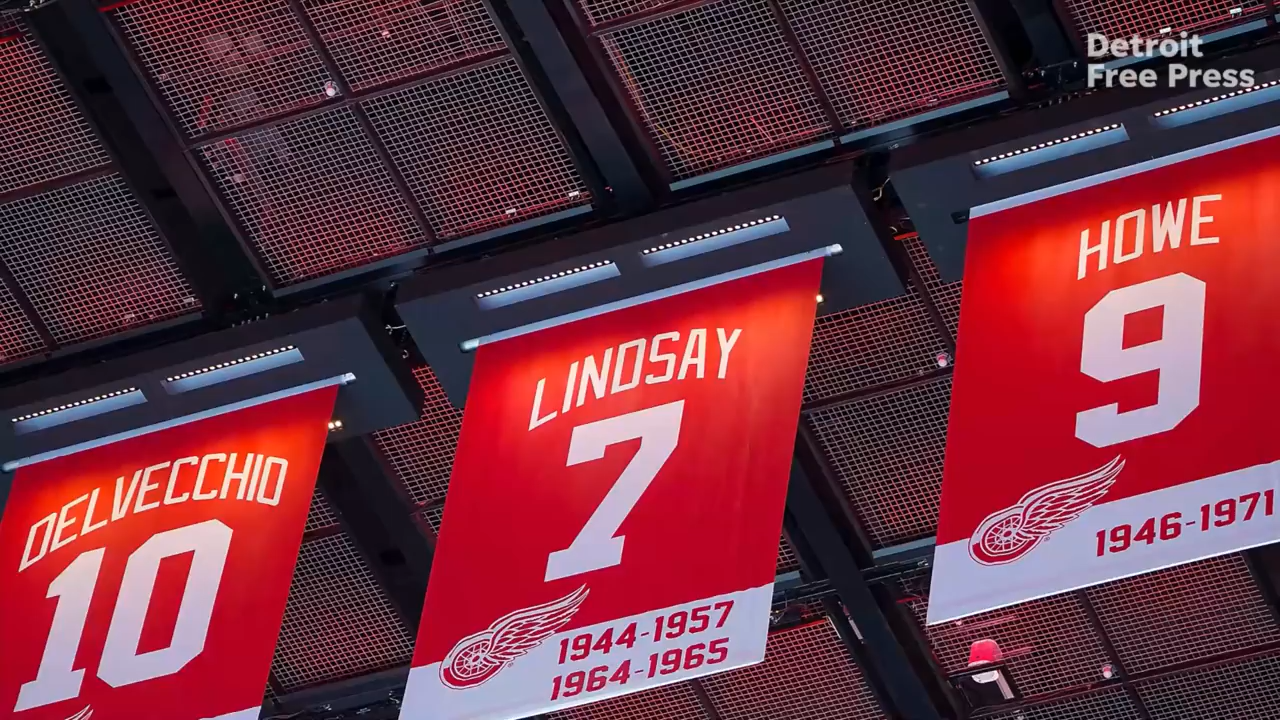 Detroit
Free Press
DELVECCHIO
10
LINDSAY
7
1944-1957
1964-1965
HOWE
9
1946-1971